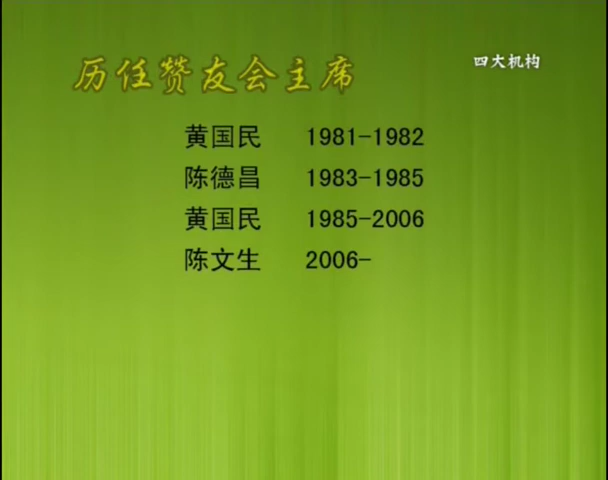 历任赞友会主席
四大机构
黄国民 1981-1982
陈德昌 1983-1985
黄国民 1985-2006
陈文生 2006-